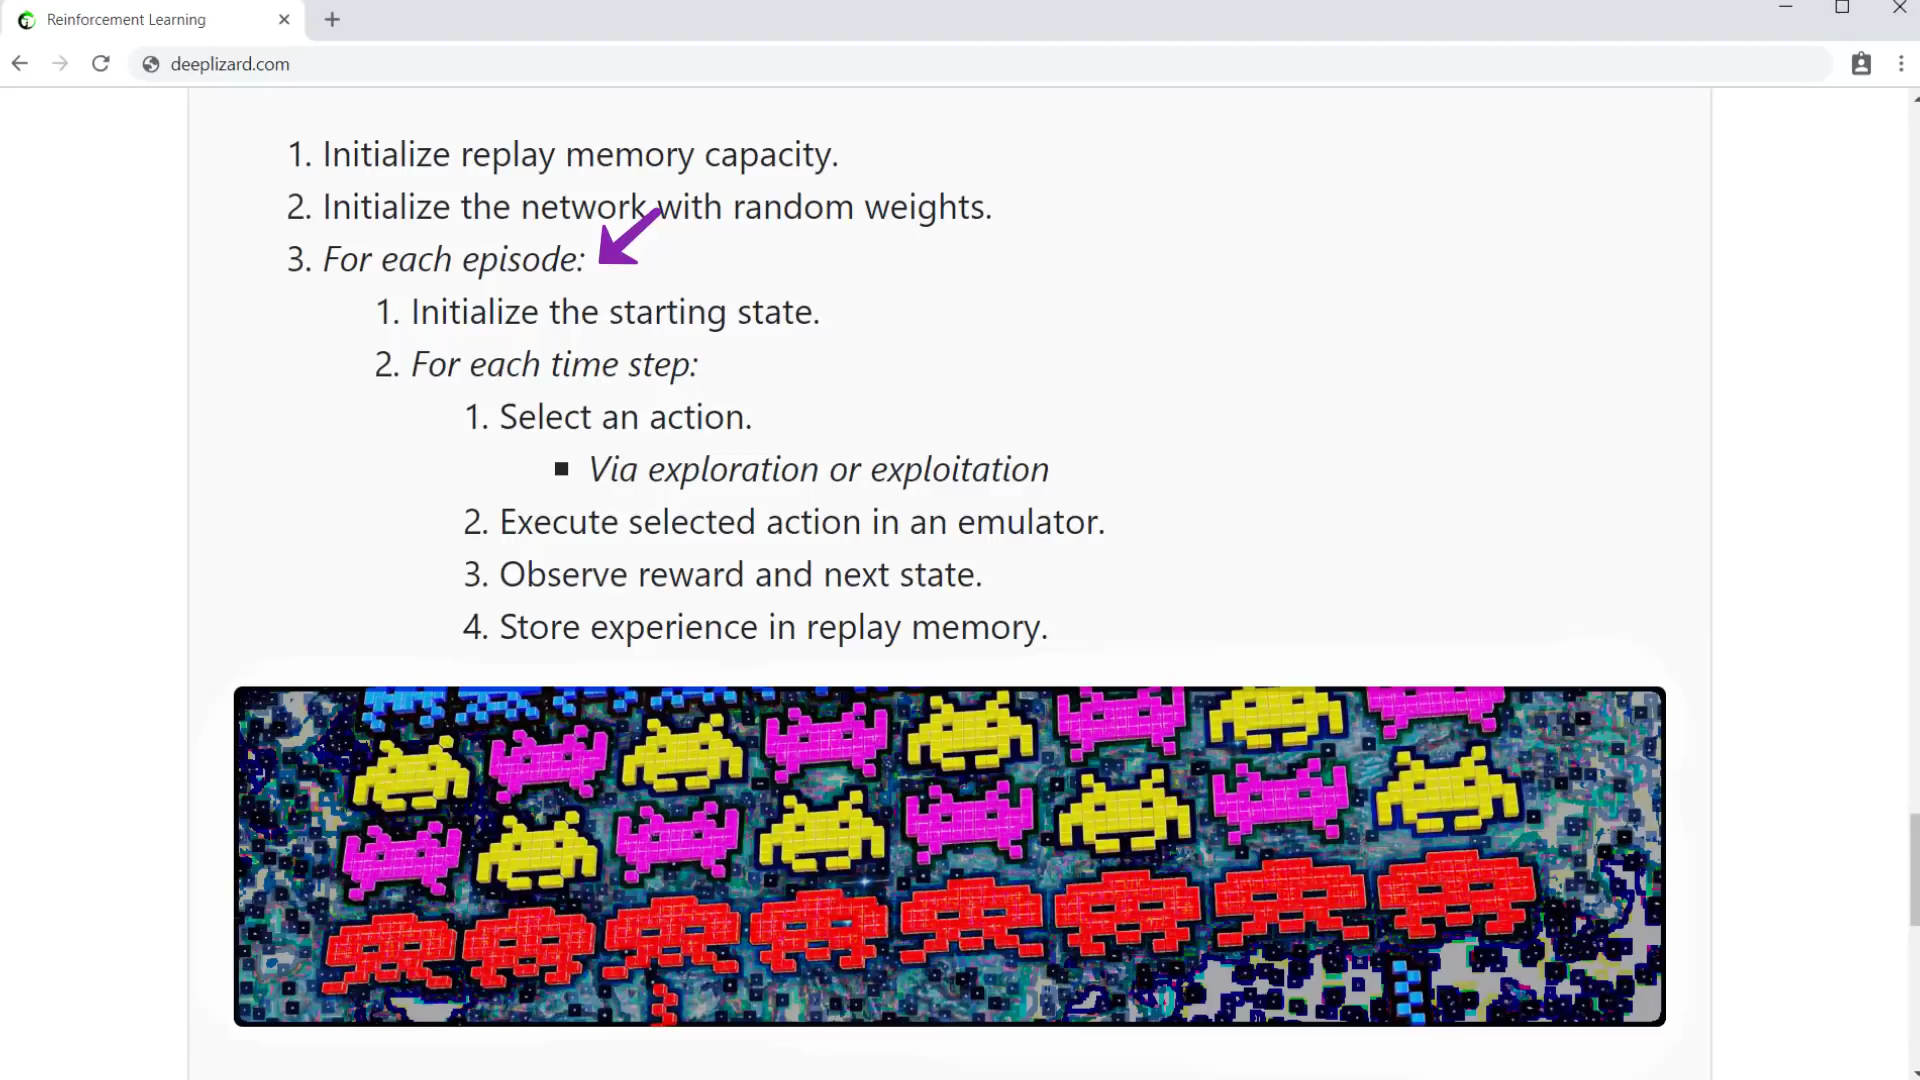 Reinforcement Learning
deeplizard.com
1. Initialize replay memory capacity.
2. Initialize the network with random weights.
3. For each episode:
1. Initialize the starting state.
2. For each time step:
1. Select an action.
Via exploration or exploitation
2. Execute selected action in an emulator.
3. Observe reward and next state.
4. Store experience in replay memory.